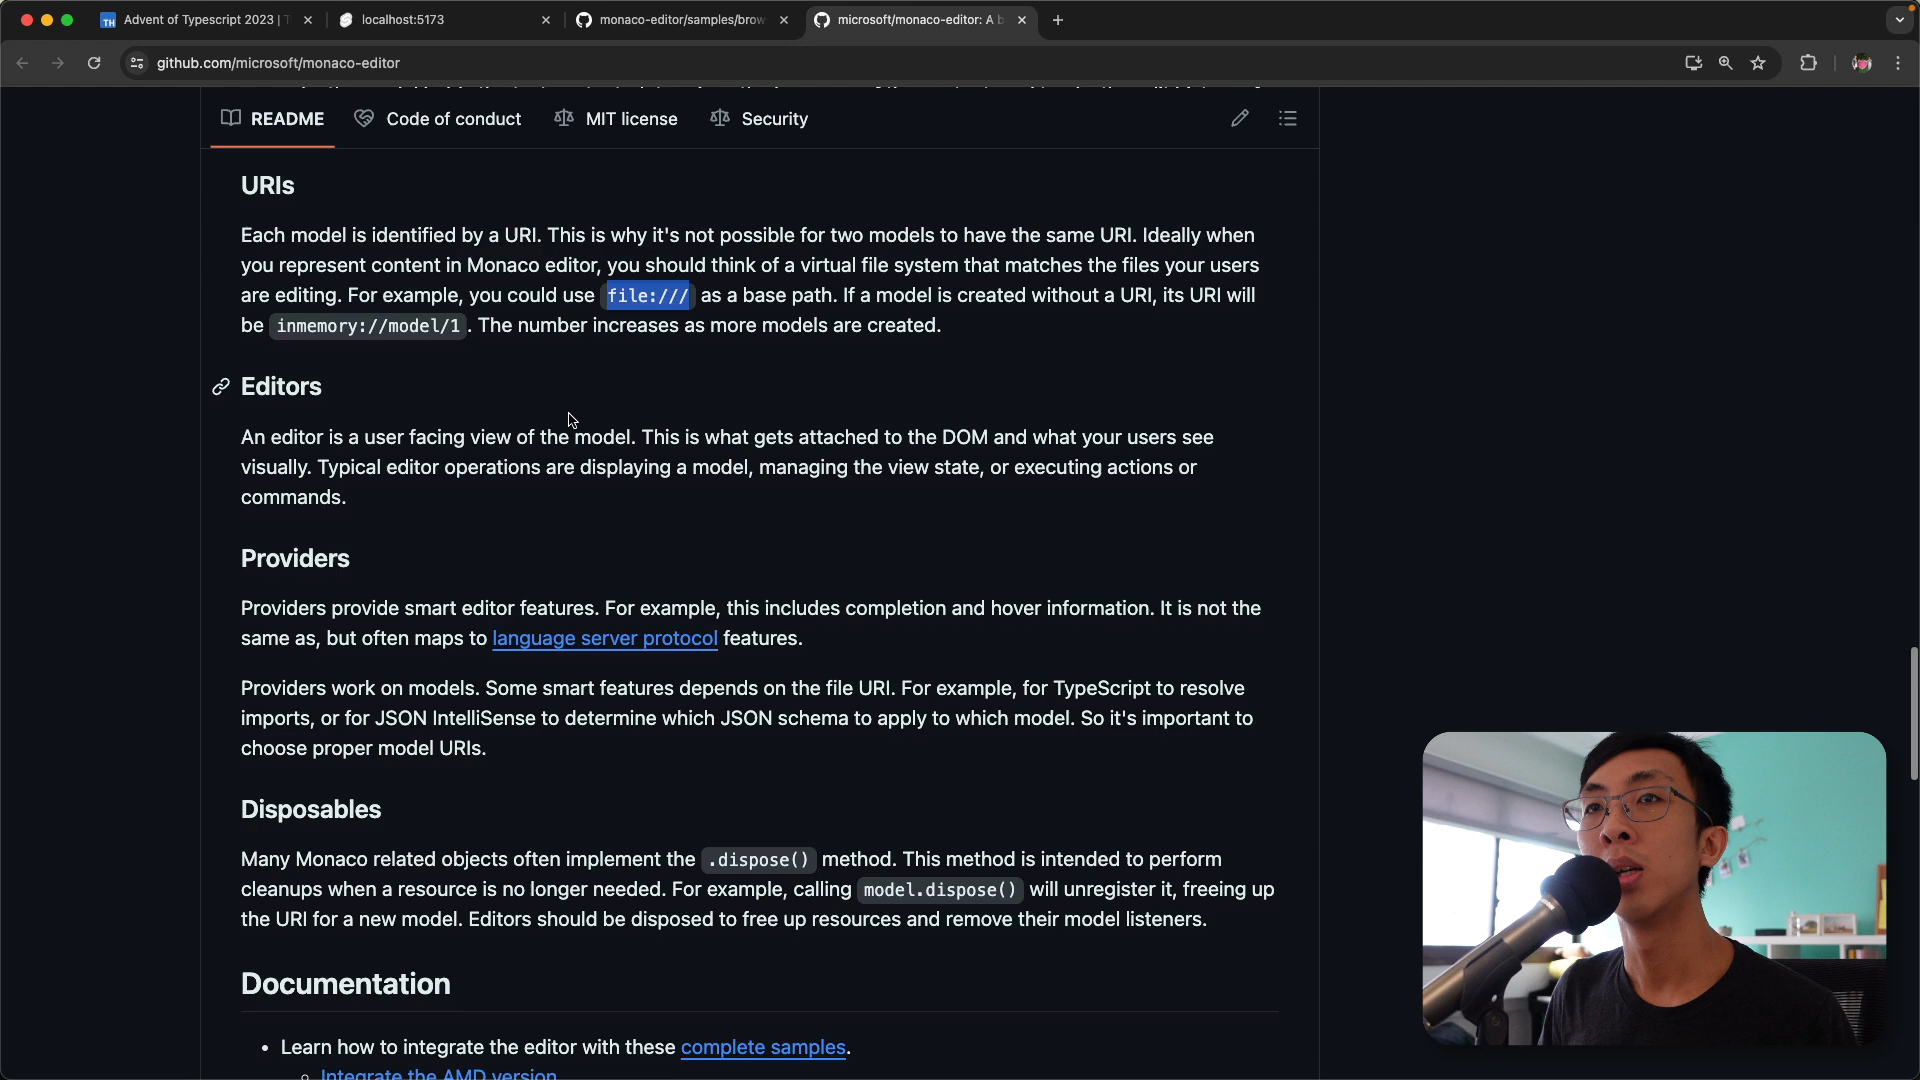 Advent of Typescript 2023 | T
localhost:5173
monaco-editor/samples/brow
microsoft/monaco-editor: A b
github.com/microsoft/monaco-editor
README
Code of conduct
MIT license
Security
URIs
Each model is identified by a URI. This is why it's not possible for two models to have the same URI. Ideally when
you represent content in Monaco editor, you should think of a virtual file system that matches the files your users
are editing. For example, you could use file:/// as a base path. If a model is created without a URI, its URI will
be inmemory://model/1. The number increases as more models are created.
Editors
An editor is a user facing view of the model. This is what gets attached to the DOM and what your users see
visually. Typical editor operations are displaying a model, managing the view state, or executing actions or
commands.
Providers
Providers provide smart editor features. For example, this includes completion and hover information. It is not the
same as, but often maps to language server protocol features.
Providers work on models. Some smart features depends on the file URI. For example, for TypeScript to resolve
imports, or for JSON IntelliSense to determine which JSON schema to apply to which model. So it's important to
choose proper model URIs.
Disposables
Many Monaco related objects often implement the .dispose() method. This method is intended to perform
cleanups when a resource is no longer needed. For example, calling model.dispose() will unregister it, freeing up
the URI for a new model. Editors should be disposed to free up resources and remove their model listeners.
Documentation
• Learn how to integrate the editor with these complete samples.
Integrate the AMD version